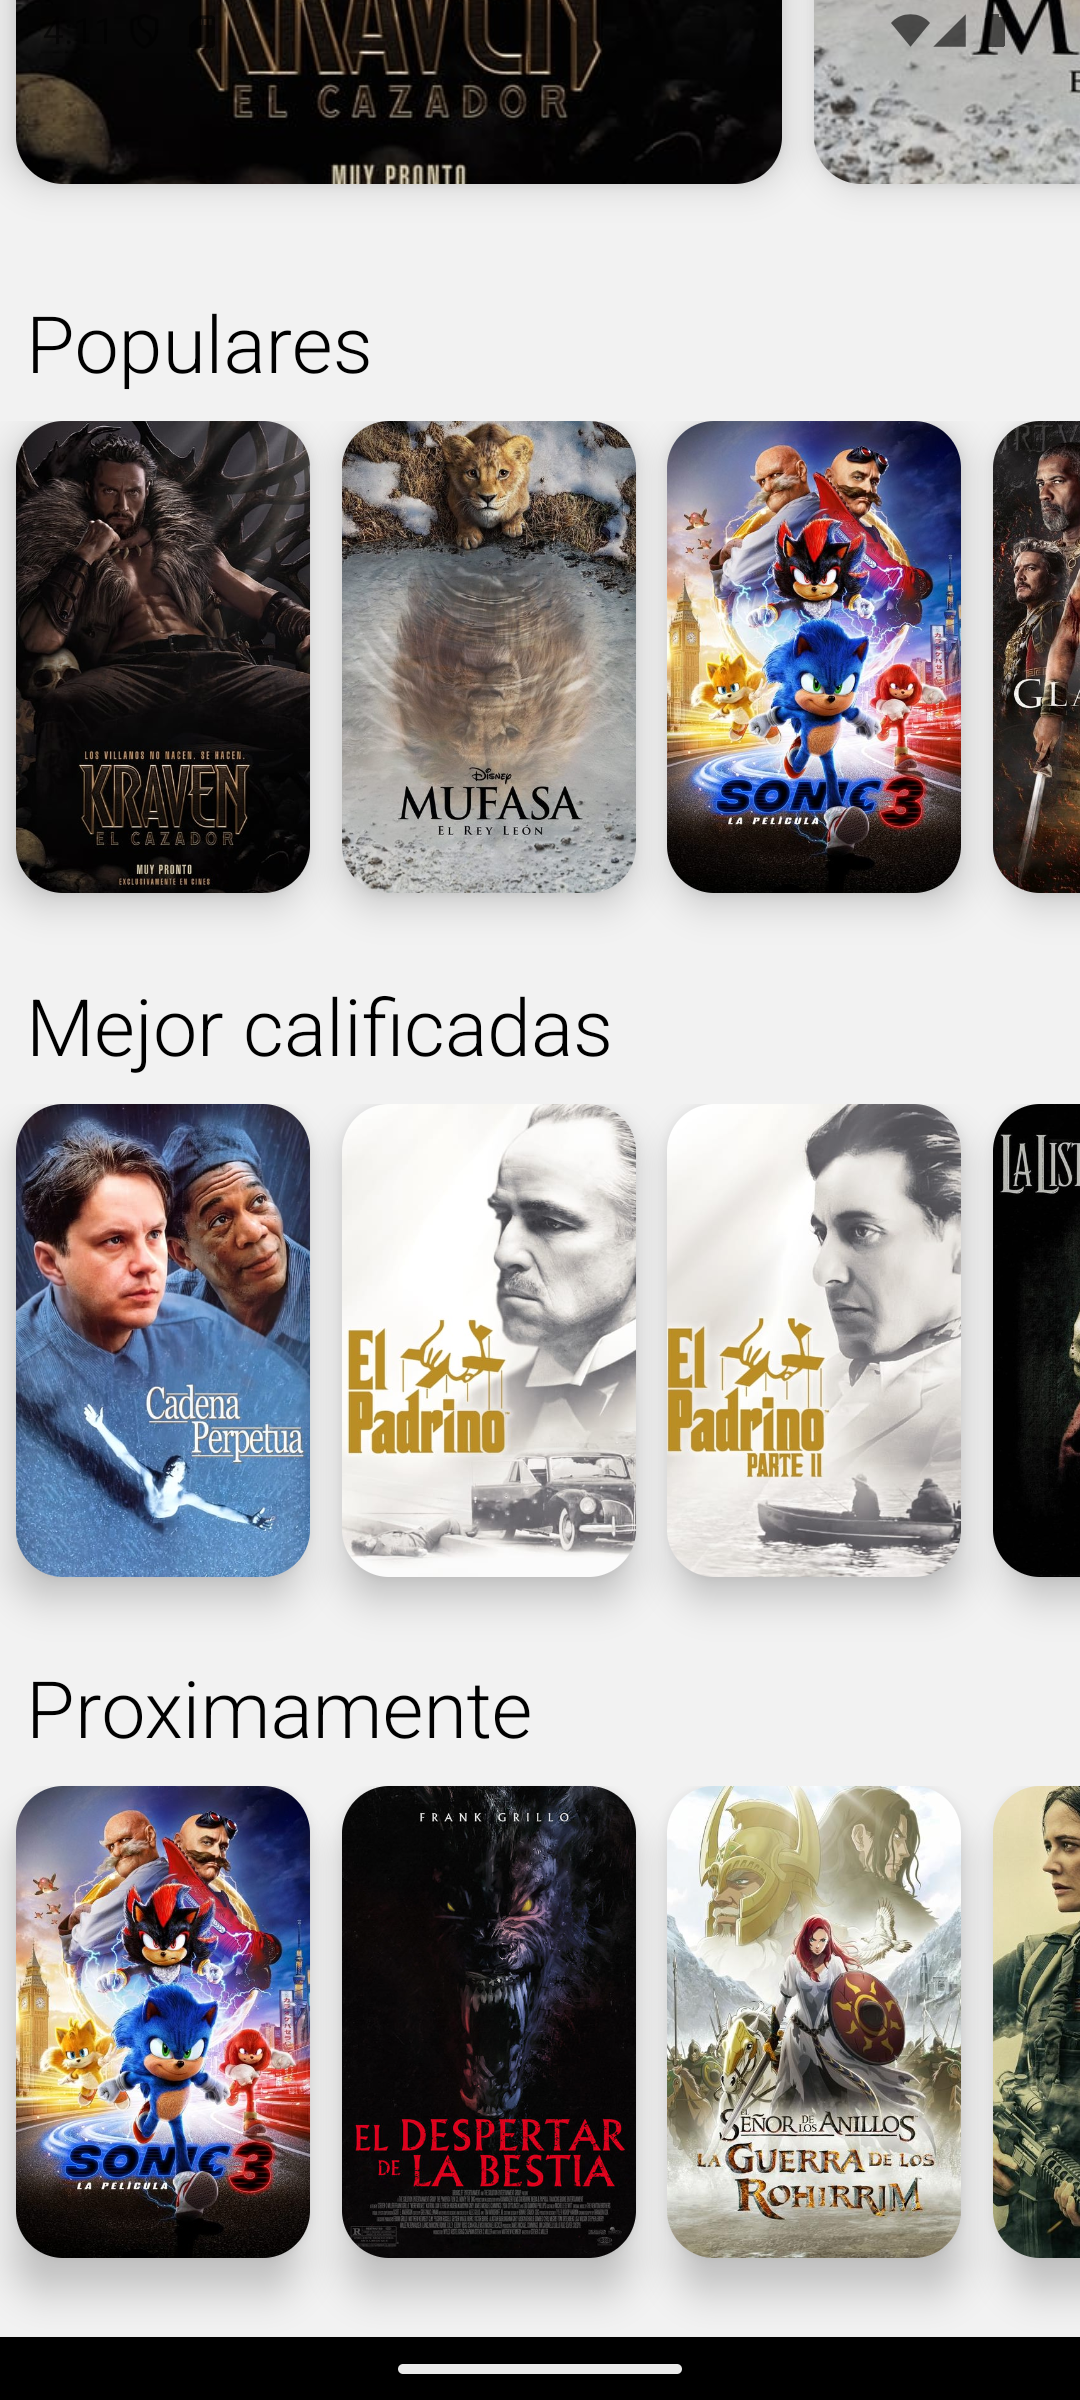 4:11
KRAVEN
EL CAZADOR
MUY PRONTO
M
E
Populares
LOS VILLANOS NO NACEN, SE HACEN.
KRAVEN
EL CAZADOR
MUY PRONTO
EXCLUSIVAMENTE EN CINES
Disney
MUFASA
EL REY LEÓN
SONIC 3
LA PELÍCULA
GLA
Mejor calificadas
Cadena
Perpetua
El
Padrino
El
Padrino
PARTE II
LA LIST
Proximamente
SONIC 3
LA PELÍCULA
FRANK GRILLO
EL DESPERTAR
DE LA BESTIA
EL SEÑOR DE LOS ANILLOS
LA GUERRA DE LOS
ROHIRRIM